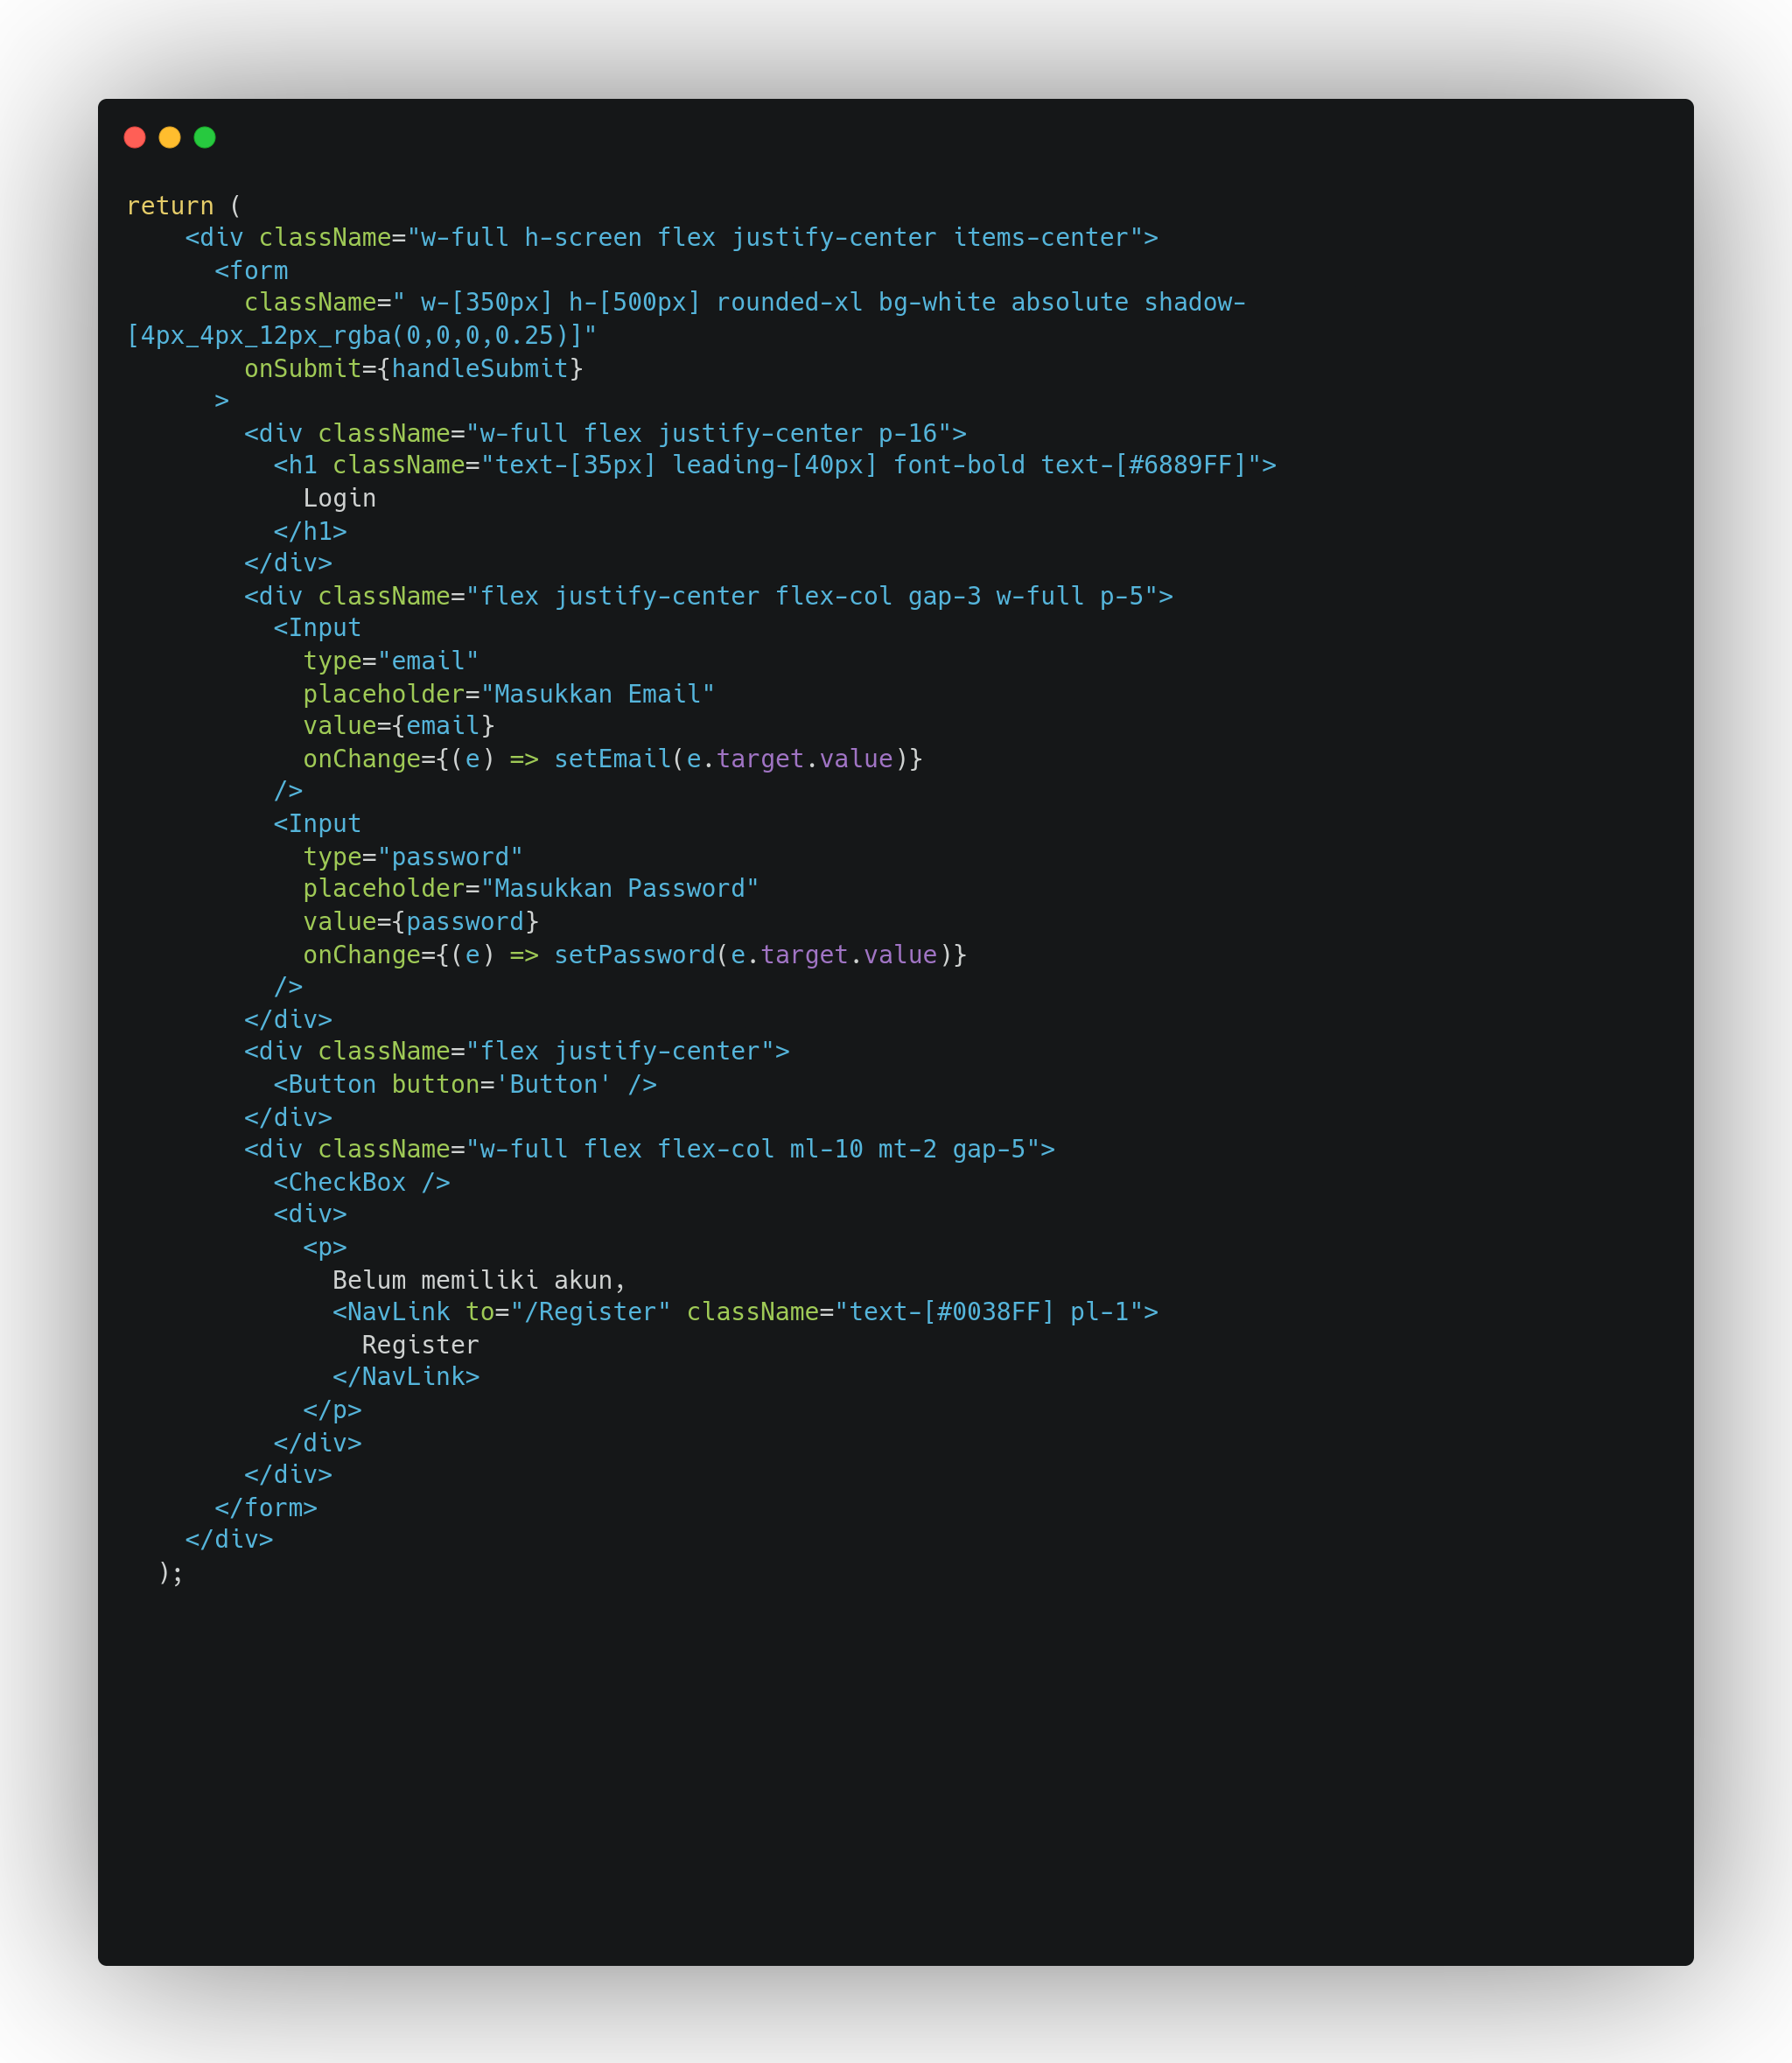 return (
    <div className="w-full h-screen flex justify-center items-center">
      <form
        className=" w-[350px] h-[500px] rounded-xl bg-white absolute shadow-
[4px_4px_12px_rgba(0,0,0,0.25)]"
        onSubmit={handleSubmit}
      >
        <div className="w-full flex justify-center p-16">
          <h1 className="text-[35px] leading-[40px] font-bold text-[#6889FF]">
            Login
          </h1>
        </div>
        <div className="flex justify-center flex-col gap-3 w-full p-5">
          <Input
            type="email"
            placeholder="Masukkan Email"
            value={email}
            onChange={(e) => setEmail(e.target.value)}
          />
          <Input
            type="password"
            placeholder="Masukkan Password"
            value={password}
            onChange={(e) => setPassword(e.target.value)}
          />
        </div>
        <div className="flex justify-center">
          <Button button='Button' />
        </div>
        <div className="w-full flex flex-col ml-10 mt-2 gap-5">
          <CheckBox />
          <div>
            <p>
              Belum memiliki akun,
              <NavLink to="/Register" className="text-[#0038FF] pl-1">
                Register
              </NavLink>
            </p>
          </div>
        </div>
      </form>
    </div>
  );